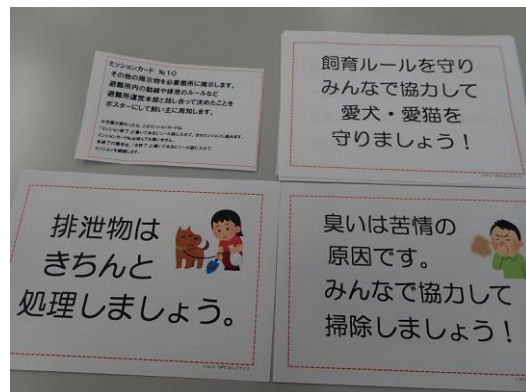 ミッションカード №10
その他の掲示物を必要箇所に掲示します。
避難所内の動線や排泄のルールなど
避難所運営本部と話し合って決めたことを
ポスターにして飼い主に周知します。
飼育ルールを守り
みんなで協力して
愛犬・愛猫を
守りましょう！
排泄物は
きちんと
処理しましょう。
臭いは苦情の
原因です。
みんなで協力して
掃除しましょう！